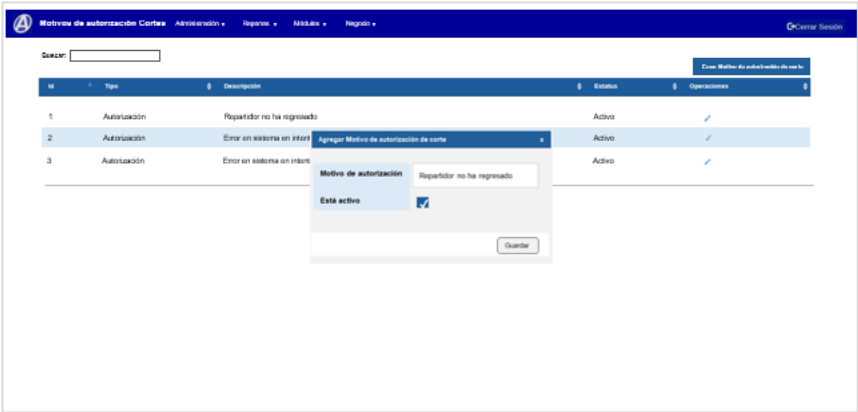 Motivos de autorización Cortes Administración Reportes Módulos Negocio Cerrar Sesión
Buscar:
Crear Motivo de autorización de corte
Id Tipo Descripción Estatus Operaciones
1 Autorización Repartidor no ha regresado Activo
2 Autorización Error en sistema en intent Activo
3 Autorización Error en sistema en intent Activo
Agregar Motivo de autorización de corte x
Motivo de autorización Repartidor no ha regresado
Está activo
Guardar